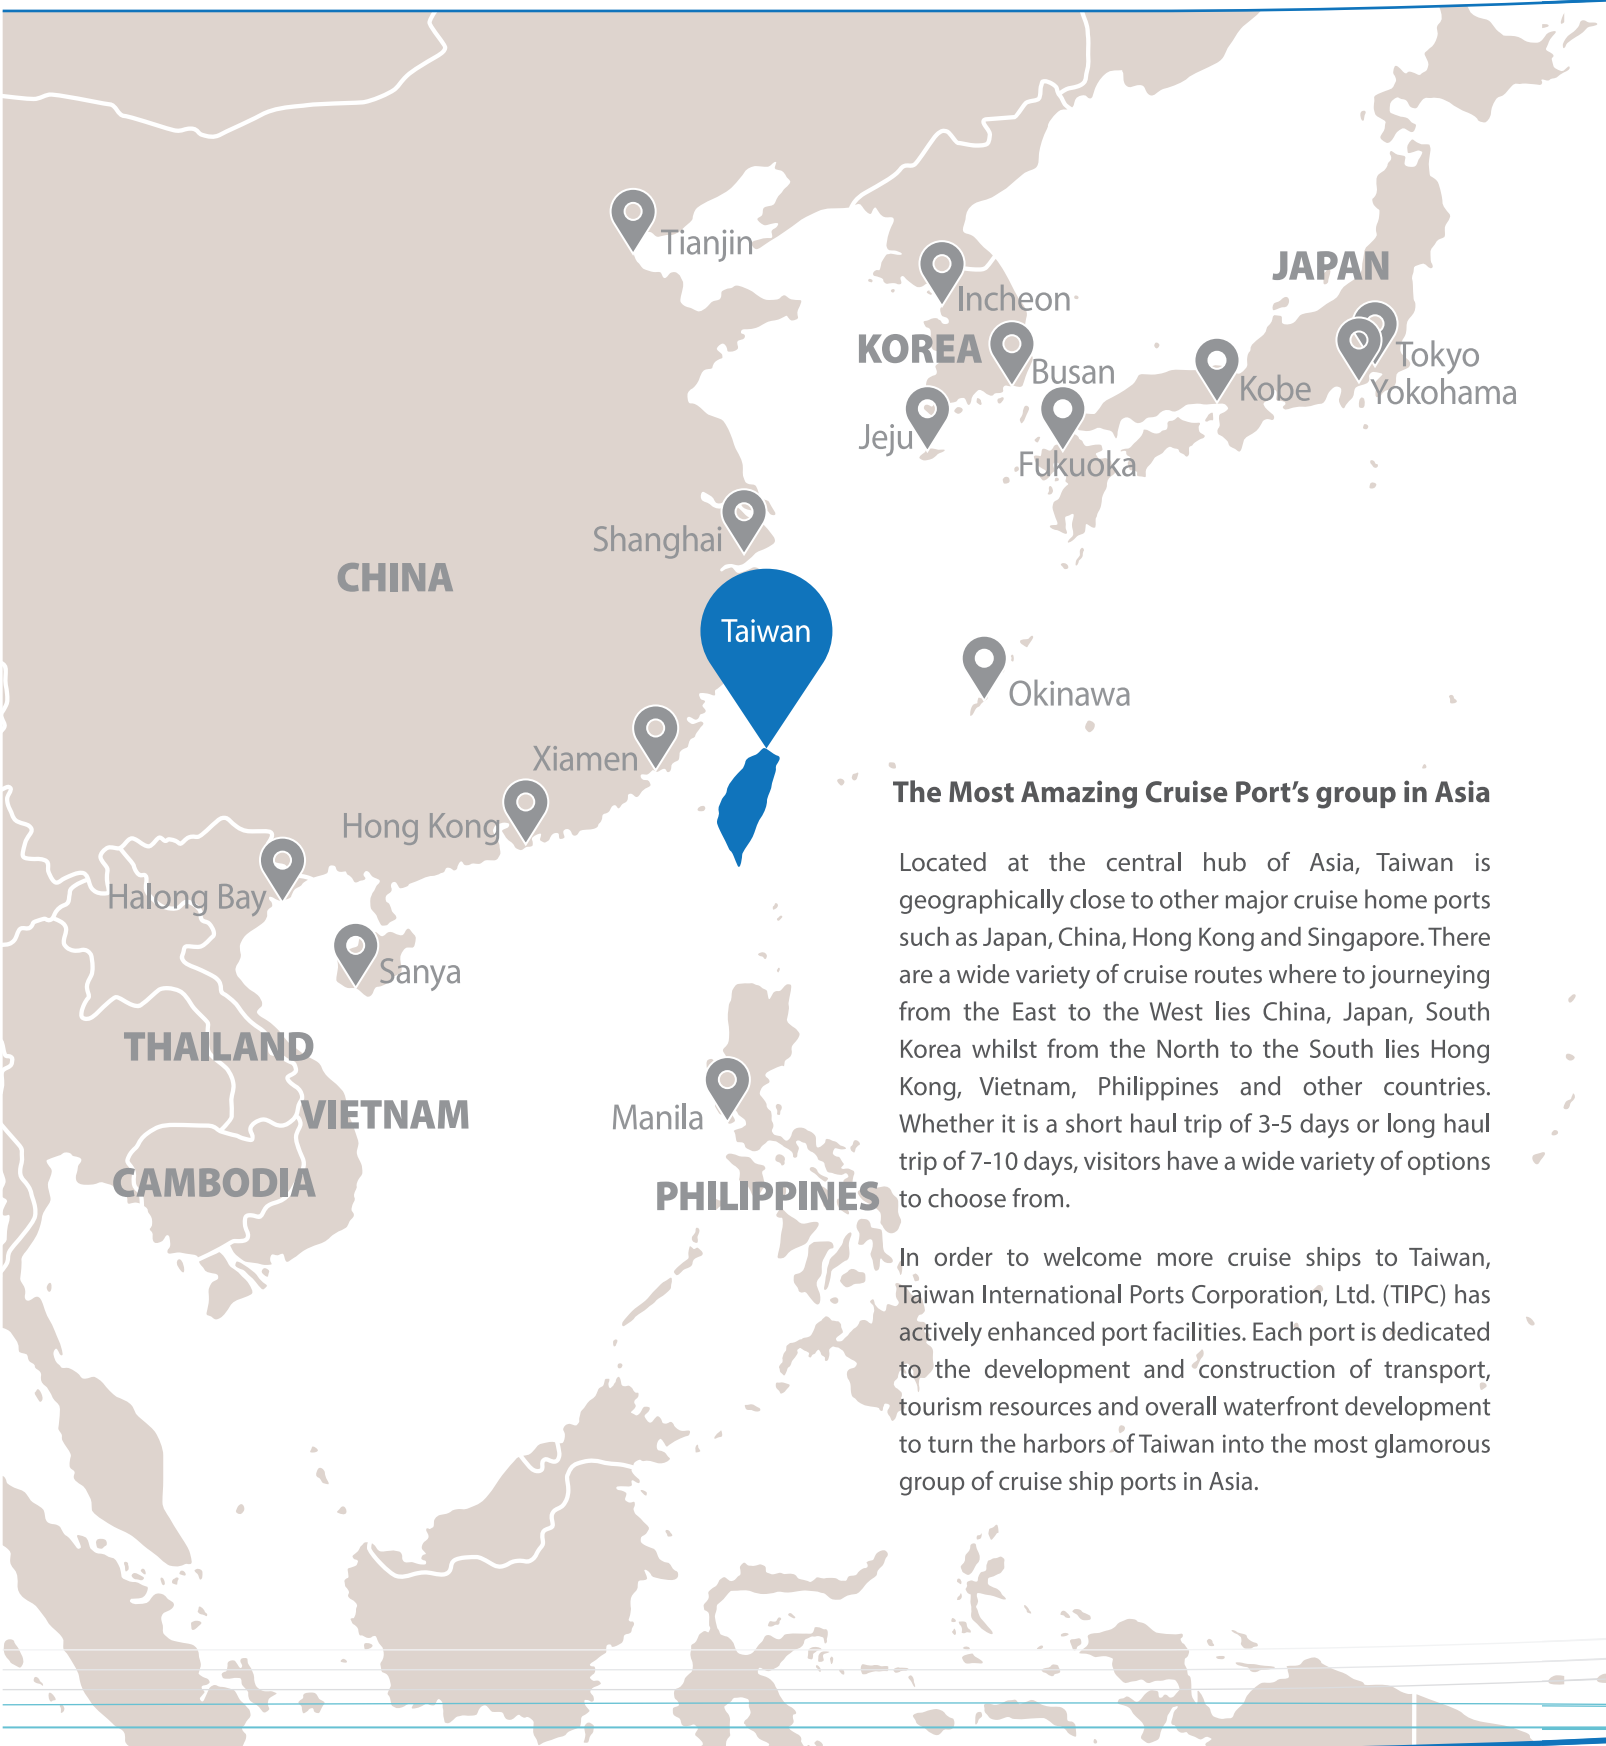 Tianjin
JAPAN
Incheon
KOREA
Tokyo
Busan
Kobe
Yokohama
Jeju
Fukuoka
Shanghai
CHINA
Taiwan
Okinawa
Xiamen
Hong Kong
Halong Bay
Sanya
THAILAND
VIETNAM
Manila
CAMBODIA
PHILIPPINES
The Most Amazing Cruise Port’s group in Asia
Located at the central hub of Asia, Taiwan is
geographically close to other major cruise home ports
such as Japan, China, Hong Kong and Singapore. There
are a wide variety of cruise routes where to journeying
from the East to the West lies China, Japan, South
Korea whilst from the North to the South lies Hong
Kong, Vietnam, Philippines and other countries.
Whether it is a short haul trip of 3-5 days or long haul
trip of 7-10 days, visitors have a wide variety of options
to choose from.
In order to welcome more cruise ships to Taiwan,
Taiwan International Ports Corporation, Ltd. (TIPC) has
actively enhanced port facilities. Each port is dedicated
to the development and construction of transport,
tourism resources and overall waterfront development
to turn the harbors of Taiwan into the most glamorous
group of cruise ship ports in Asia.